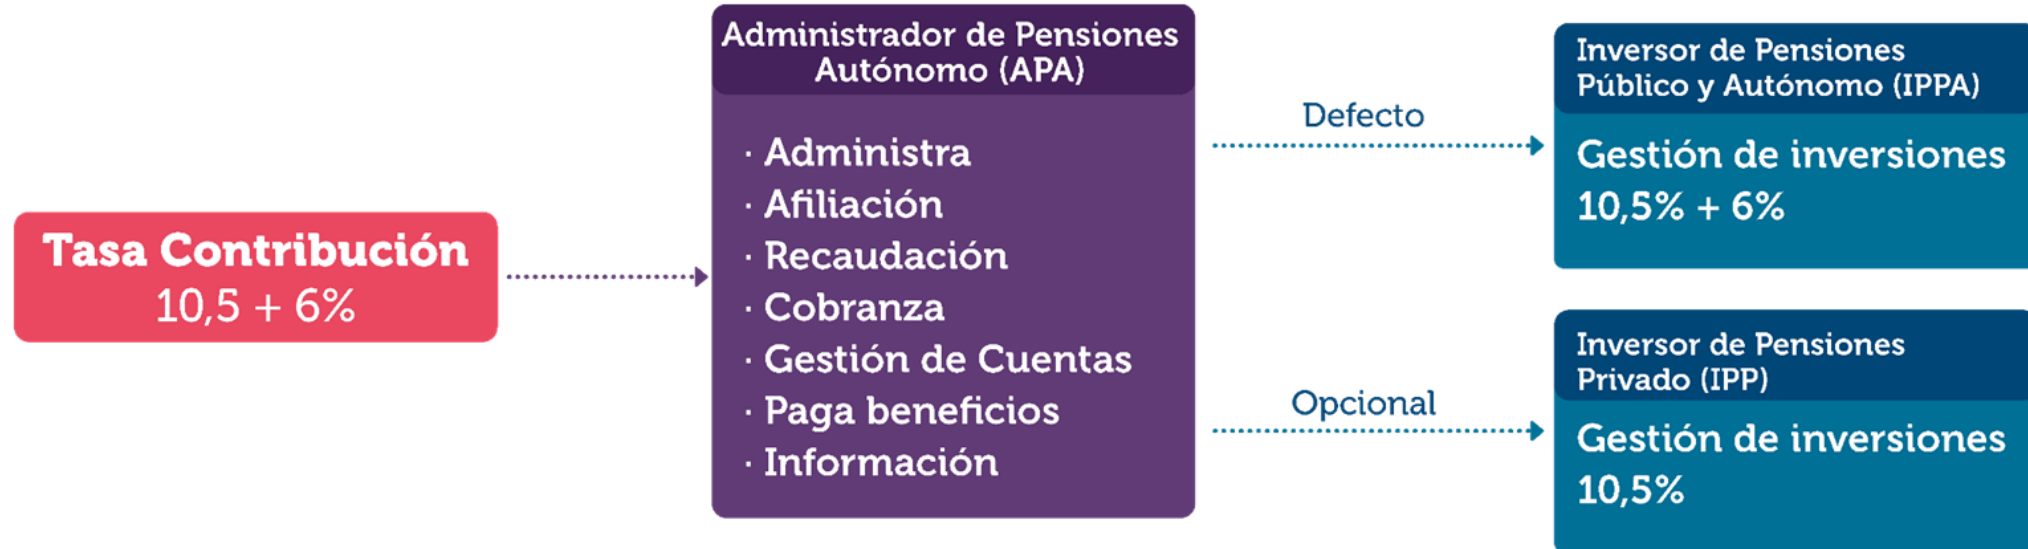 Tasa Contribución
10,5 + 6%
Administrador de Pensiones
Autónomo (APA)
· Administra
· Afiliación
· Recaudación
· Cobranza
· Gestión de Cuentas
· Paga beneficios
· Información
Defecto
Inversor de Pensiones
Público y Autónomo (IPPA)
Gestión de inversiones
10,5% + 6%
Opcional
Inversor de Pensiones
Privado (IPP)
Gestión de inversiones
10,5%